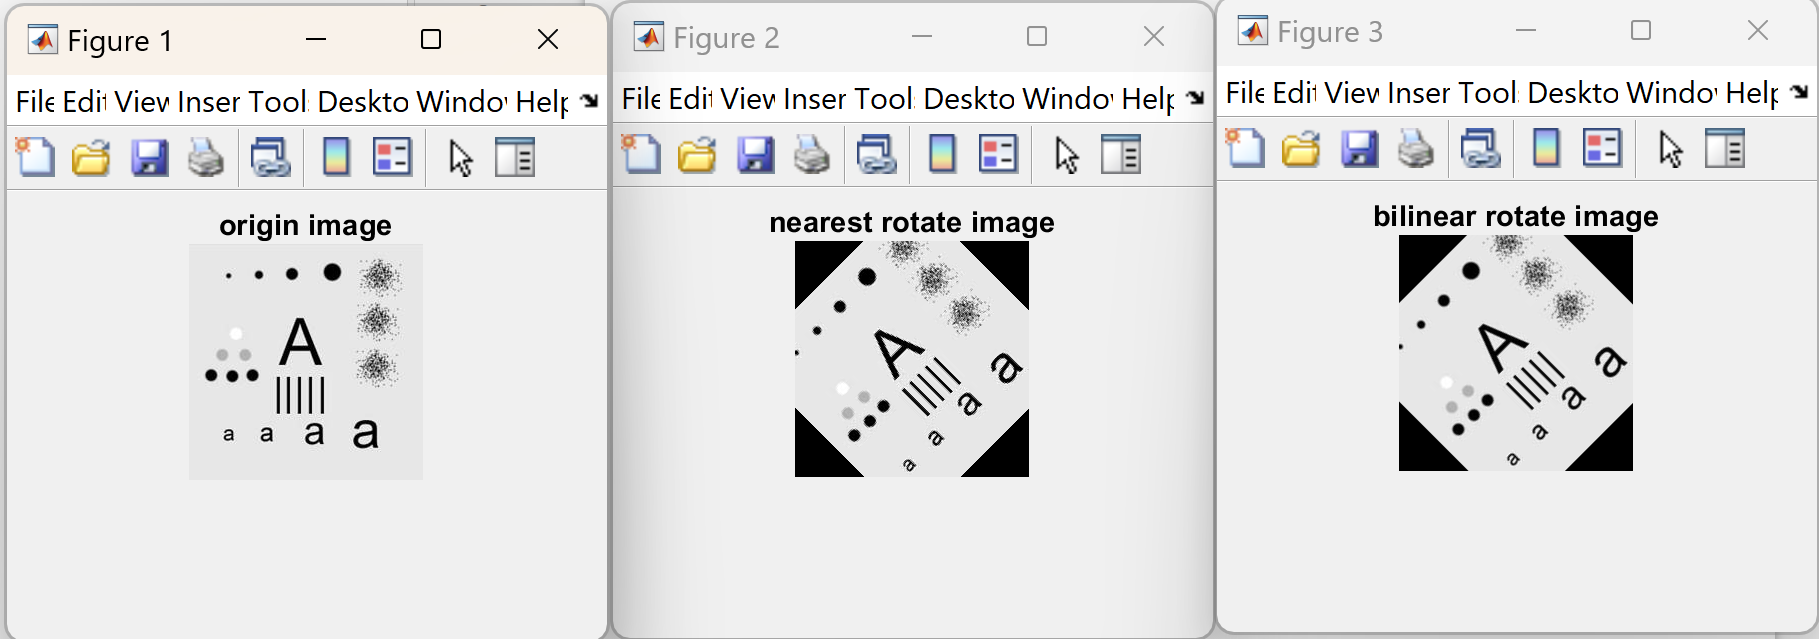 Figure 1
File Edit View Inser Tool Deskto Windo Help
origin image
A
a a a a
Figure 2
File Edit View Inser Tool Deskto Windo Help
nearest rotate image
A
a
a
a
a
Figure 3
File Edit View Inser Tool Deskto Windo Help
bilinear rotate image
A
a
a
a
a